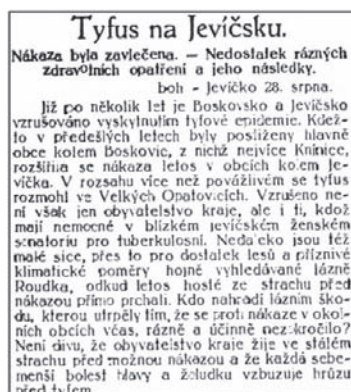 Tyfus na Jevíčsku.
Nákaza byla zavlečena. — Nedostatek rázných
zdravotních opatření a jeho následky.
boh - Jevíčko 28. srpna.
Již po několik let je Boskovsko a Jevíčsko
vzrušováno vyskytnutím tyfové epidemie. Kdež-
to v předešlých letech byly postiženy hlavně
obce kolem Boskovic, z nichž nejvíce Knínice,
rozšířila se nákaza letos v obcích kolem Je-
víčka. V rozsahu více než povážlivém se tyfus
rozmohl ve Velkých Opatovicích. Vzrušeno ne-
ní však jen obyvatelstvo kraje, ale i ti, kdož
mají nemocné v blízkém jevíčském ženském
senatoriu pro tuberkulosní. Nedaleko jsou též
malé sice, přes to pro dostatek lesů a příznivé
klimatické poměry hojně vyhledávané lázně
Roudka, odkud letos hosté ze strachu před
nákazou přímo prchali. Kdo nahradí lázním ško-
du, kterou utrpěly tím, že se proti nákaze v okol-
ních obcích včas, rázně a účinně nezakročilo?
Není divu, že obyvatelstvo kraje žije ve stálém
strachu před možnou nákazou a že každá sebe-
menší bolest hlavy a žaludku vzbuzuje hrůzu
před tyfem.